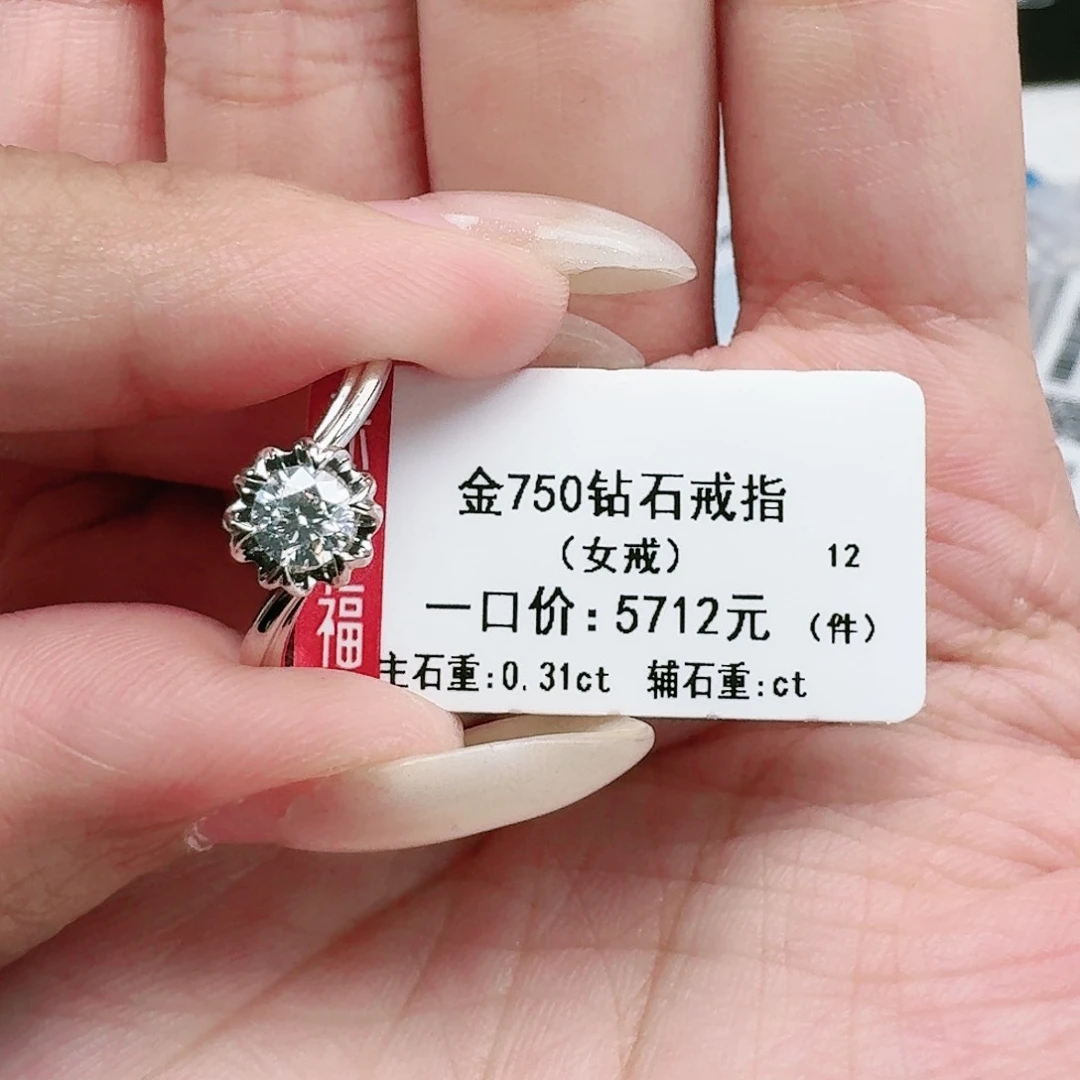 福
金750钻石戒指
（女戒） 12
一口价：5712元 （件）
主石重:0.31ct 辅石重:ct